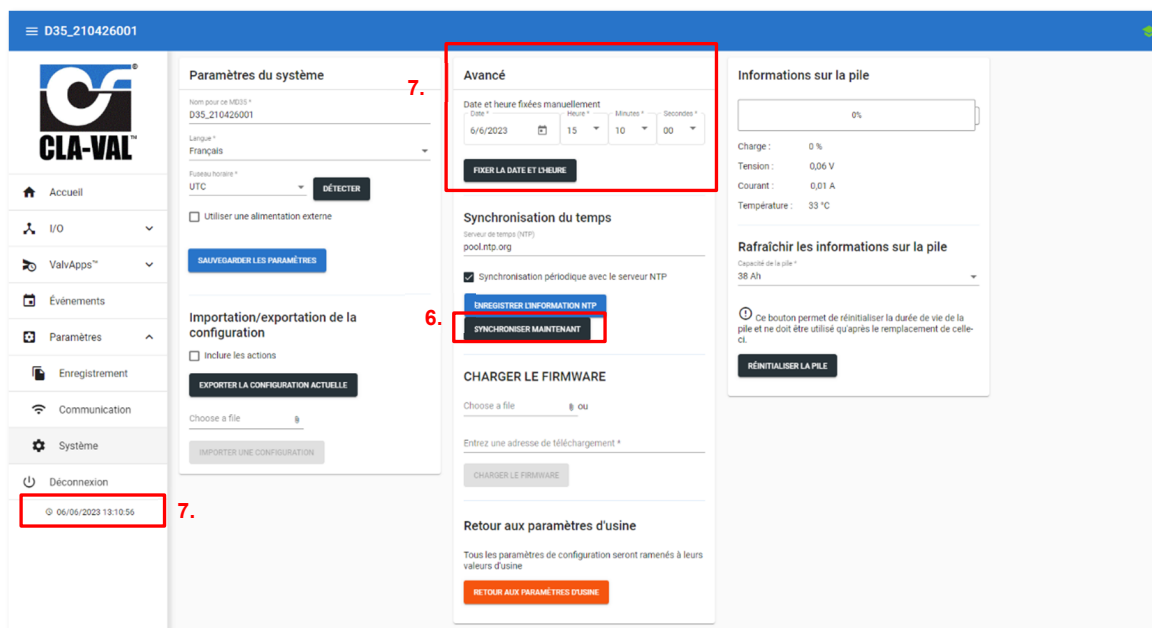 D35_210426001
CLA-VAL™
Accueil
I/O
ValvApps™
Événements
Paramètres
Enregistrement
Communication
Système
Déconnexion
06/06/2023 13:10:56
7.
Paramètres du système
Nom pour ce MD35 *
D35_210426001
Langue *
Français
Fuseau horaire *
UTC
DÉTECTER
Utiliser une alimentation externe
SAUVEGARDER LES PARAMÈTRES
Importation/exportation de la
configuration
Inclure les actions
EXPORTER LA CONFIGURATION ACTUELLE
Choose a file
IMPORTER UNE CONFIGURATION
7.
Avancé
Date et heure fixées manuellement
Date * Heure * Minutes * Secondes *
6/6/2023 15 10 00
FIXER LA DATE ET L'HEURE
Synchronisation du temps
Serveur de temps (NTP)
pool.ntp.org
Synchronisation périodique avec le serveur NTP
ENREGISTRER L'INFORMATION NTP
6.
SYNCHRONISER MAINTENANT
CHARGER LE FIRMWARE
Choose a file ou
Entrez une adresse de téléchargement *
CHARGER LE FIRMWARE
Retour aux paramètres d'usine
Tous les paramètres de configuration seront ramenés à leurs
valeurs d'usine
RETOUR AUX PARAMÈTRES D'USINE
Informations sur la pile
0%
Charge : 0 %
Tension : 0,06 V
Courant : 0,01 A
Température : 33 °C
Rafraîchir les informations sur la pile
Capacité de la pile *
38 Ah
Ce bouton permet de réinitialiser la durée de vie de la
pile et ne doit être utilisé qu'après le remplacement de celle-
ci.
RÉINITIALISER LA PILE